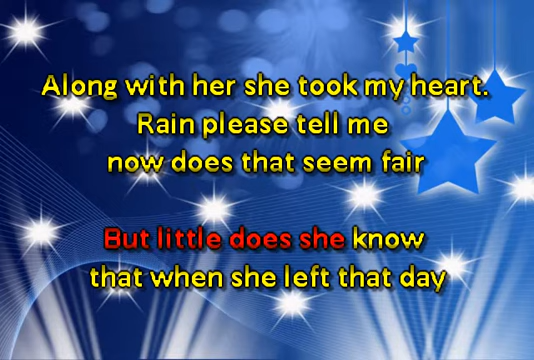 Along with her she took my heart.
Rain please tell me
now does that seem fair
But little does she know
that when she left that day